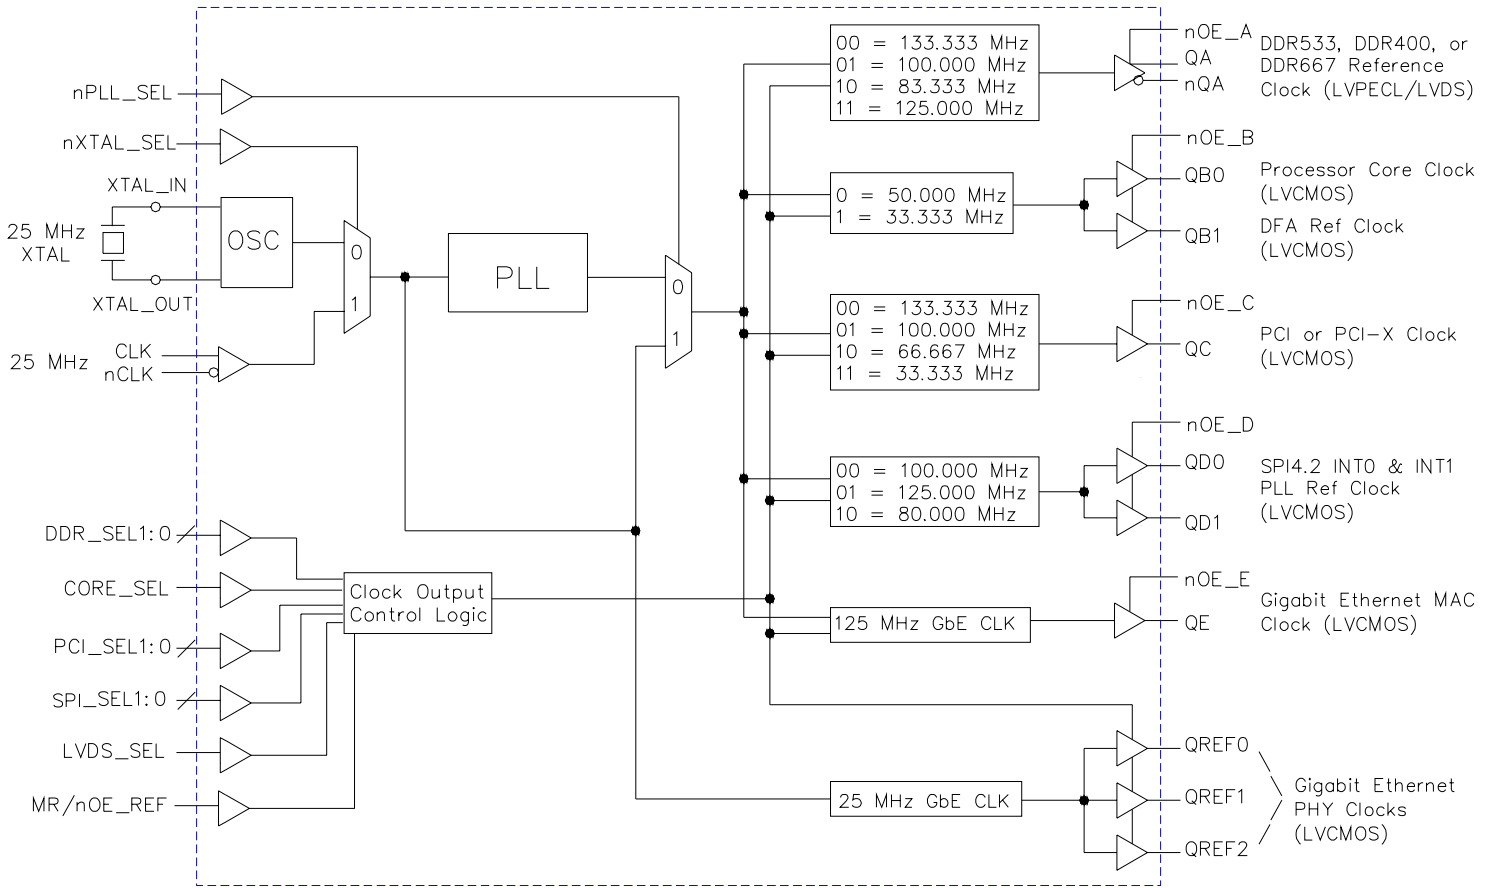 nPLL_SEL
nXTAL_SEL
XTAL_IN
25 MHz
XTAL
XTAL_OUT
OSC
0
1
25 MHz
CLK
nCLK
PLL
0
1
DDR_SEL1:0
CORE_SEL
PCI_SEL1:0
SPI_SEL1:0
LVDS_SEL
MR/nOE_REF
Clock Output
Control Logic
00 = 133.333 MHz
01 = 100.000 MHz
10 = 83.333 MHz
11 = 125.000 MHz
nOE_A
QA
nQA
DDR533, DDR400, or
DDR667 Reference
Clock (LVPECL/LVDS)
0 = 50.000 MHz
1 = 33.333 MHz
nOE_B
QB0
QB1
Processor Core Clock
(LVCMOS)
DFA Ref Clock
(LVCMOS)
00 = 133.333 MHz
01 = 100.000 MHz
10 = 66.667 MHz
11 = 33.333 MHz
nOE_C
QC
PCI or PCI-X Clock
(LVCMOS)
00 = 100.000 MHz
01 = 125.000 MHz
10 = 80.000 MHz
nOE_D
QD0
QD1
SPI4.2 INT0 & INT1
PLL Ref Clock
(LVCMOS)
125 MHz GbE CLK
nOE_E
QE
Gigabit Ethernet MAC
Clock (LVCMOS)
25 MHz GbE CLK
QREF0
QREF1
QREF2
Gigabit Ethernet
PHY Clocks
(LVCMOS)